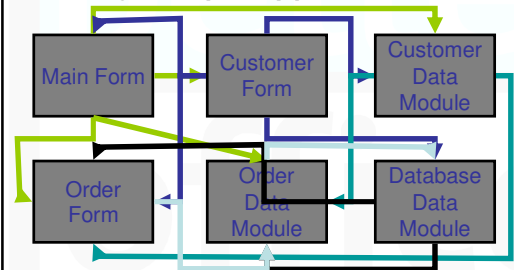 Main Form
Customer
Form
Customer
Data
Module
Order
Form
Order
Data
Module
Database
Data
Module